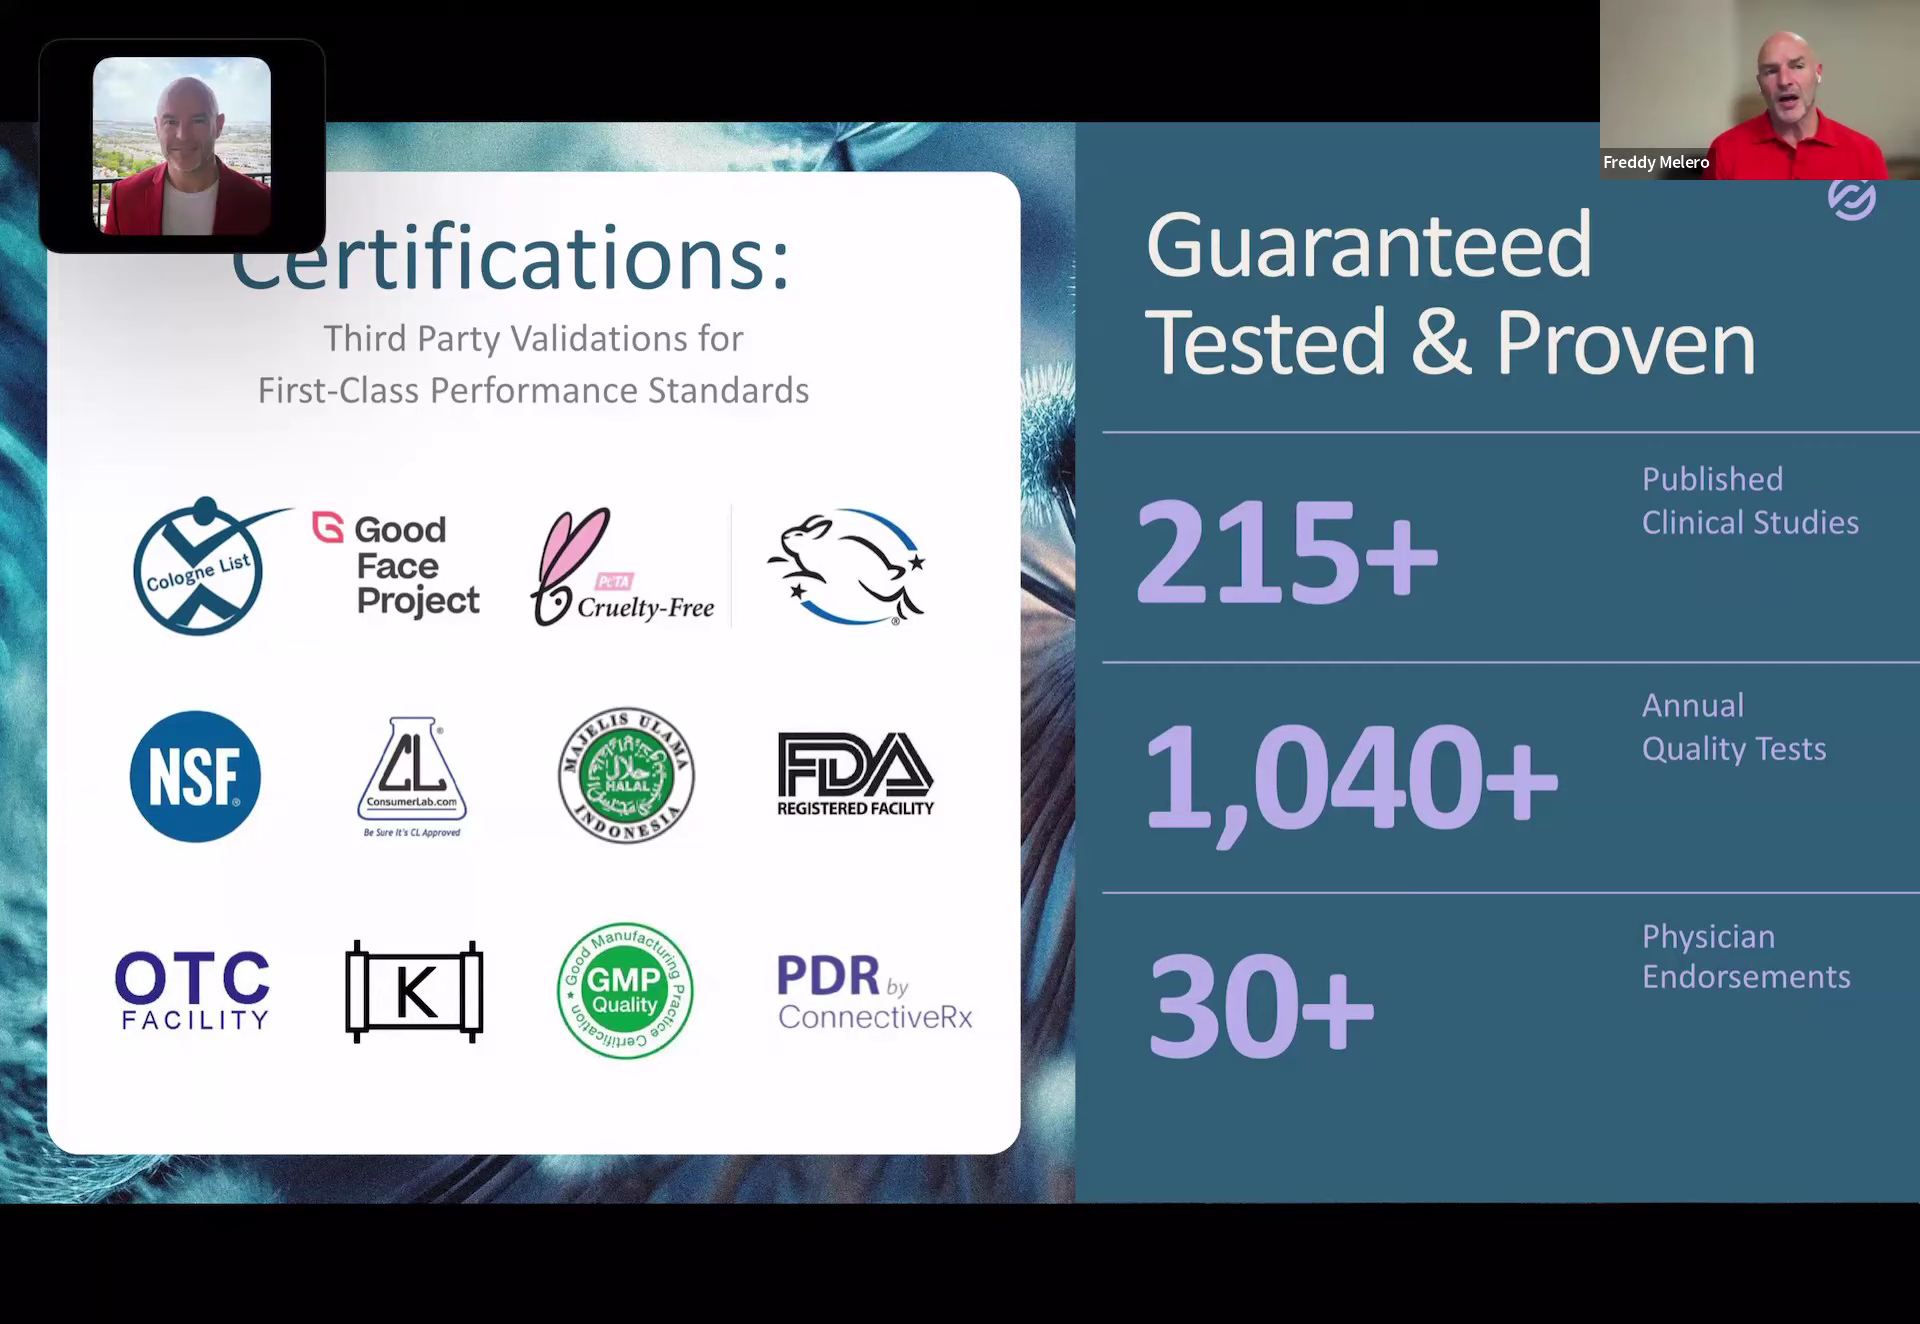 Freddy Melero
Certifications:
Third Party Validations for
First-Class Performance Standards
Cologne List
Good
Face
Project
PETA
Cruelty-Free
®
NSF®
CL®
ConsumerLab.com
Be Sure It's CL Approved
MAJELIS ULAMA
حلال
HALAL
INDONESIA
FDA
REGISTERED FACILITY
OTC
FACILITY
K
Good Manufacturing Practice Certification
GMP
Quality
PDR by
ConnectiveRx
Guaranteed
Tested & Proven
215+
Published
Clinical Studies
1,040+
Annual
Quality Tests
30+
Physician
Endorsements